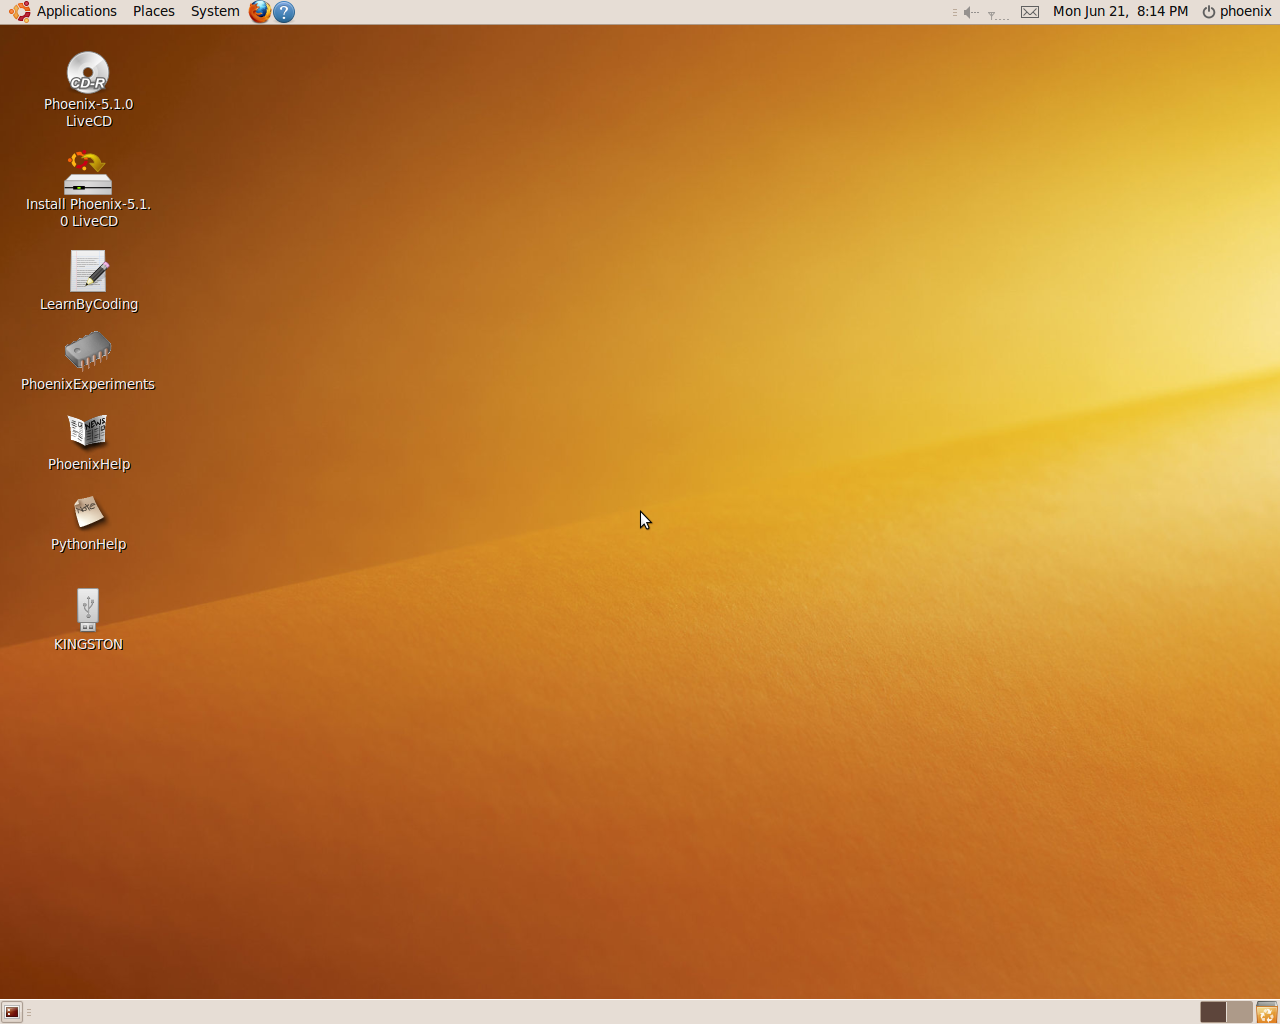 Applications Places System ? Mon Jun 21, 8:14 PM phoenix
CD-R
Phoenix-5.1.0
LiveCD
Install Phoenix-5.1.
0 LiveCD
LearnByCoding
PhoenixExperiments
NEWS
PhoenixHelp
Note
PythonHelp
KINGSTON